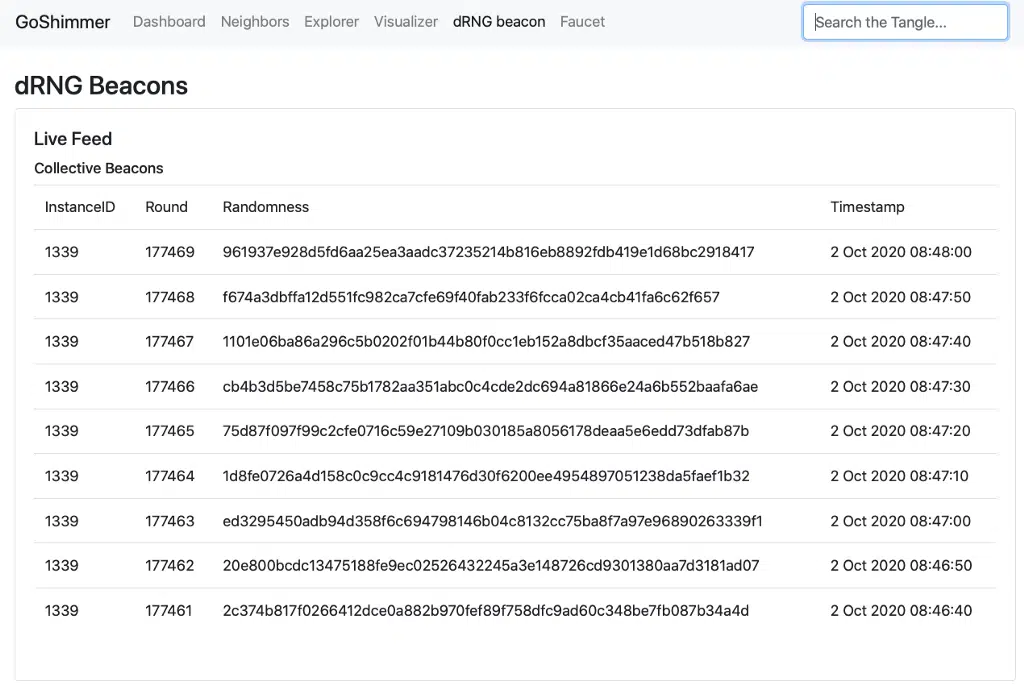 GoShimmer Dashboard Neighbors Explorer Visualizer dRNG beacon Faucet Search the Tangle...
dRNG Beacons
Live Feed
Collective Beacons
InstanceID Round Randomness Timestamp
1339 177469 961937e928d5fd6aa25ea3aadc37235214b816eb8892fdb419e1d68bc2918417 2 Oct 2020 08:48:00
1339 177468 f674a3dbffa12d551fc982ca7cfe69f40fab233f6fcca02ca4cb41fa6c62f657 2 Oct 2020 08:47:50
1339 177467 1101e06ba86a296c5b0202f01b44b80f0cc1eb152a8dbcf35aaced47b518b827 2 Oct 2020 08:47:40
1339 177466 cb4b3d5be7458c75b1782aa351abc0c4cde2dc694a81866e24a6b552baafa6ae 2 Oct 2020 08:47:30
1339 177465 75d87f097f99c2cfe0716c59e27109b030185a8056178deaa5e6edd73dfab87b 2 Oct 2020 08:47:20
1339 177464 1d8fe0726a4d158c0c9cc4c9181476d30f6200ee4954897051238da5faef1b32 2 Oct 2020 08:47:10
1339 177463 ed3295450adb94d358f6c694798146b04c8132cc75ba8f7a97e96890263339f1 2 Oct 2020 08:47:00
1339 177462 20e800bcdc13475188fe9ec02526432245a3e148726cd9301380aa7d3181ad07 2 Oct 2020 08:46:50
1339 177461 2c374b817f0266412dce0a882b970fef89f758dfc9ad60c348be7fb087b34a4d 2 Oct 2020 08:46:40